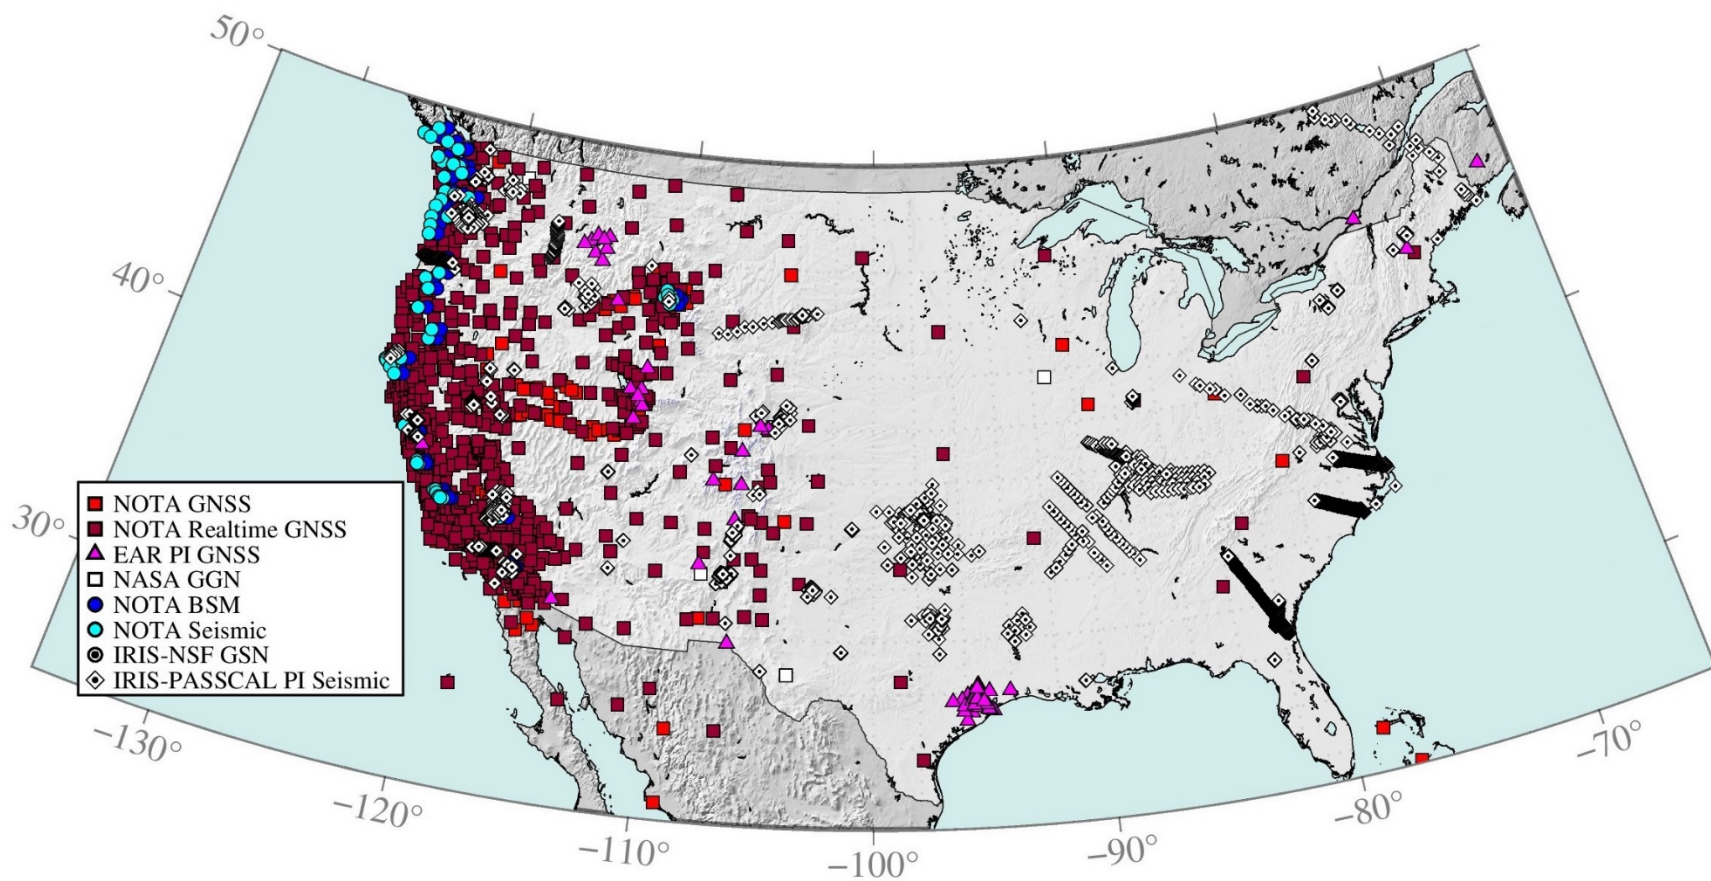 50°
40°
30°
NOTA GNSS
NOTA Realtime GNSS
EAR PI GNSS
NASA GGN
NOTA BSM
NOTA Seismic
IRIS-NSF GSN
IRIS-PASSCAL PI Seismic
−130°
−120°
−110°
−100°
−90°
−80°
−70°